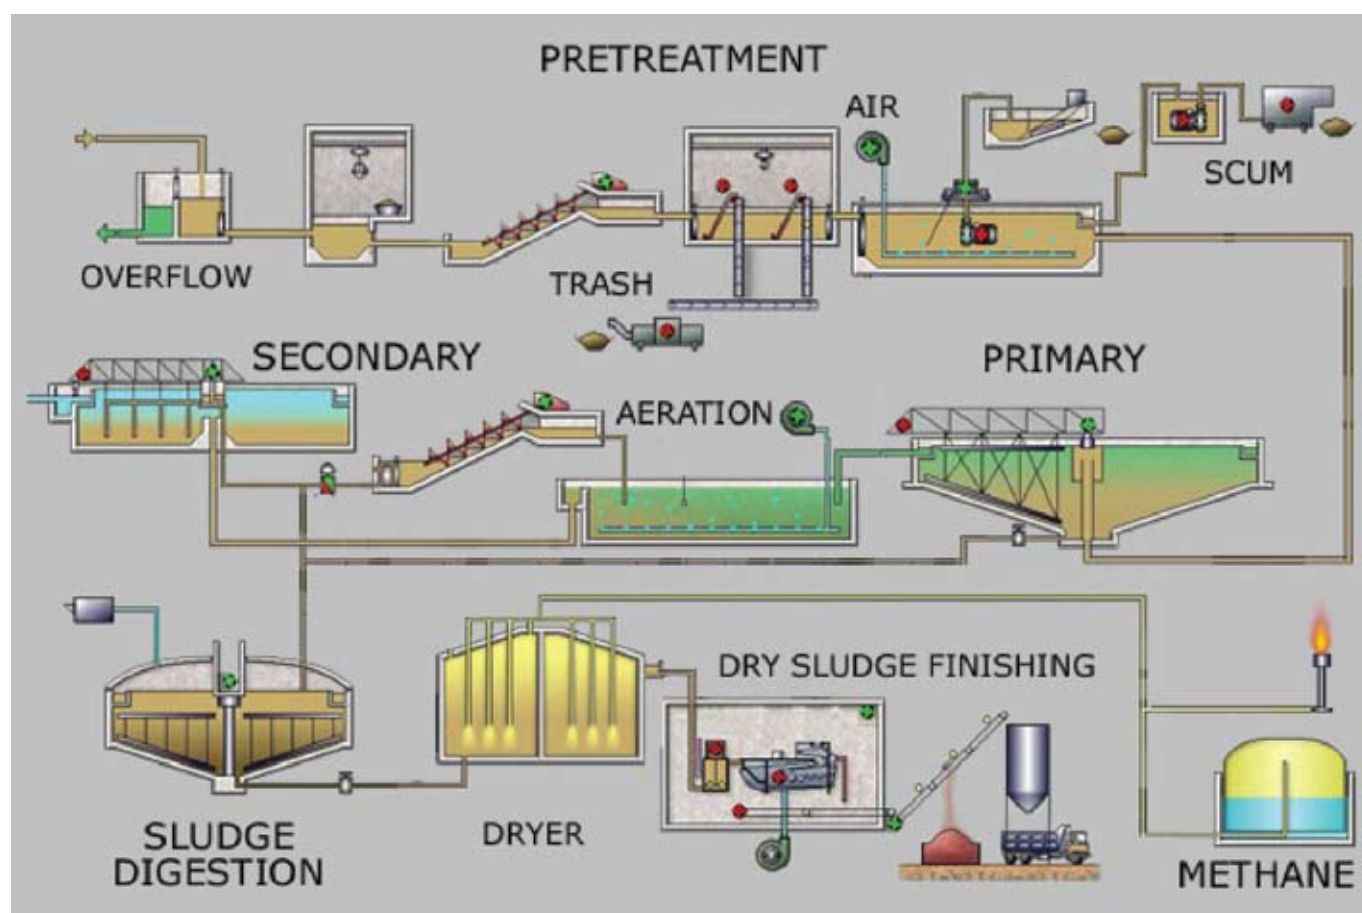 PRETREATMENT
AIR
SCUM
OVERFLOW
TRASH
SECONDARY
PRIMARY
AERATION
DRY SLUDGE FINISHING
SLUDGE
DIGESTION
DRYER
METHANE